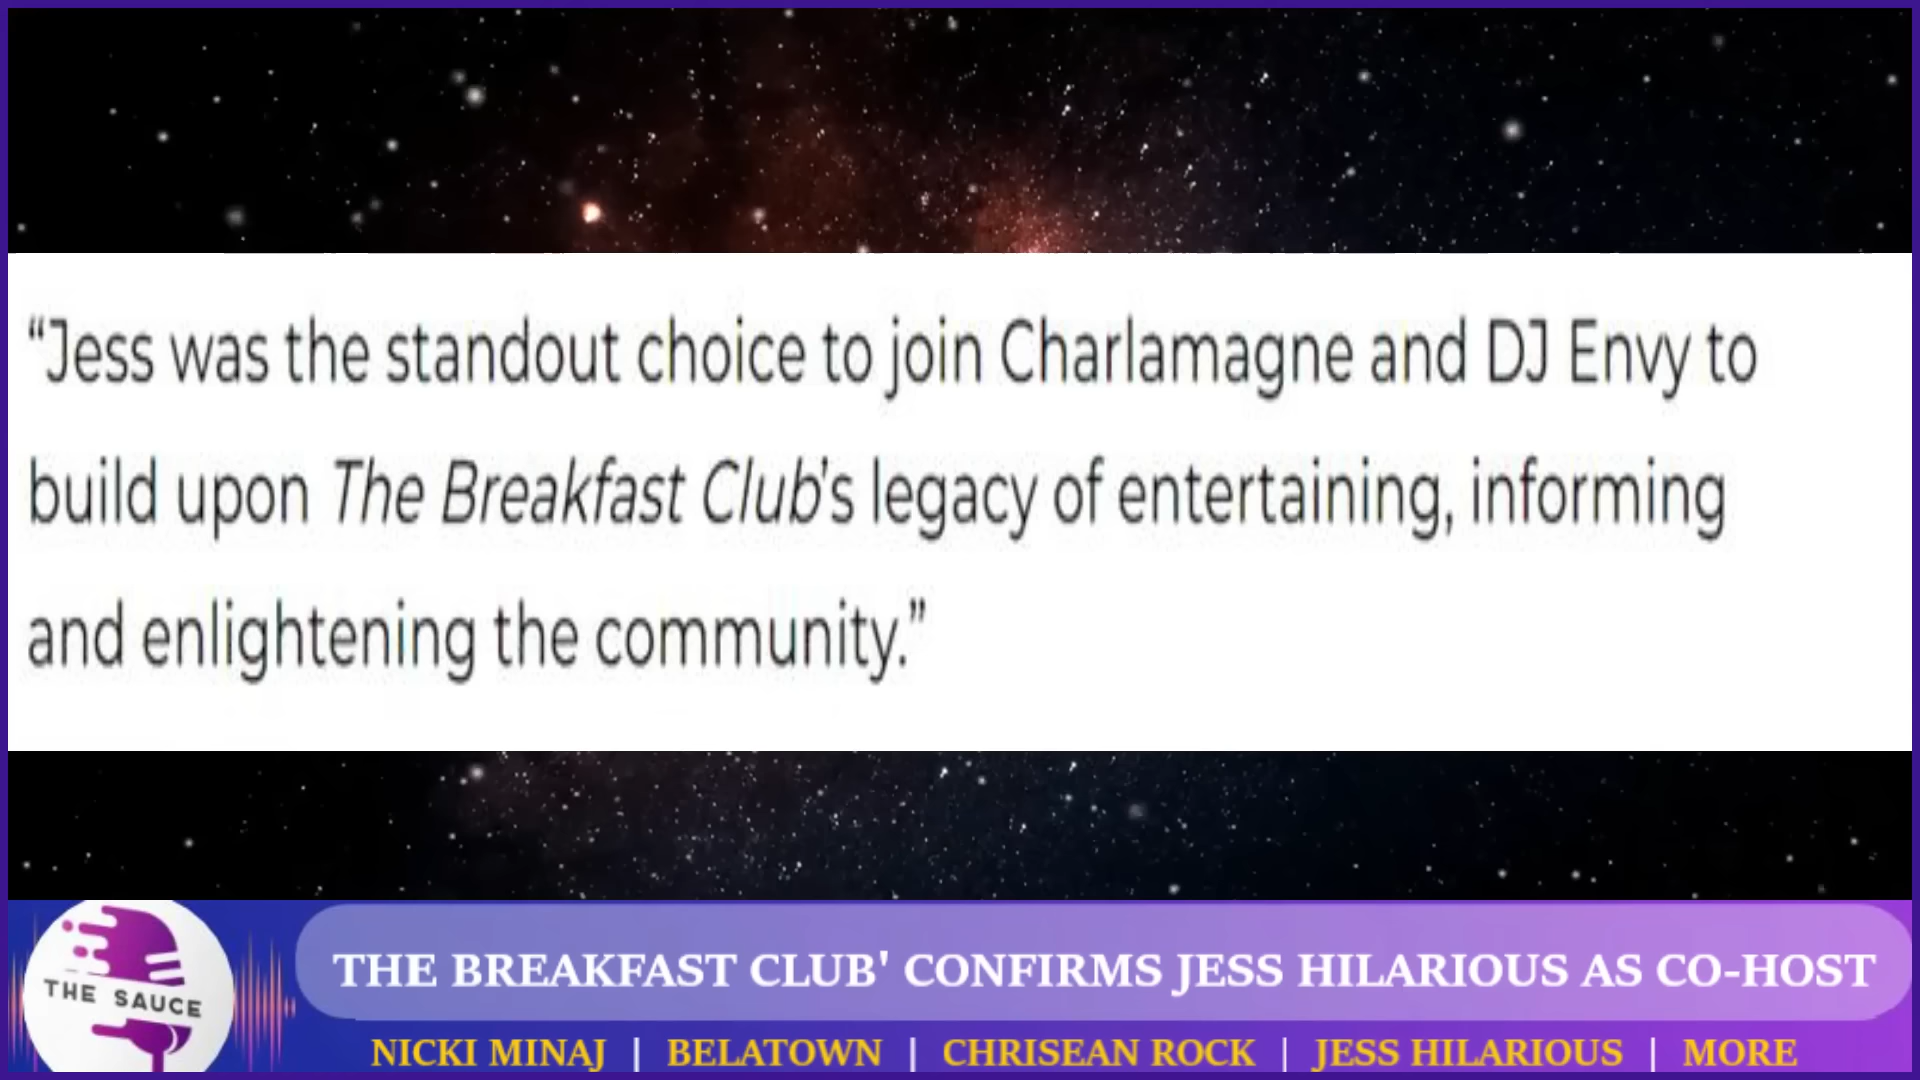 “Jess was the standout choice to join Charlamagne and DJ Envy to
build upon The Breakfast Club's legacy of entertaining, informing
and enlightening the community.”
THE SAUCE
THE BREAKFAST CLUB' CONFIRMS JESS HILARIOUS AS CO-HOST
NICKI MINAJ | BELATOWN | CHRISEAN ROCK | JESS HILARIOUS | MORE